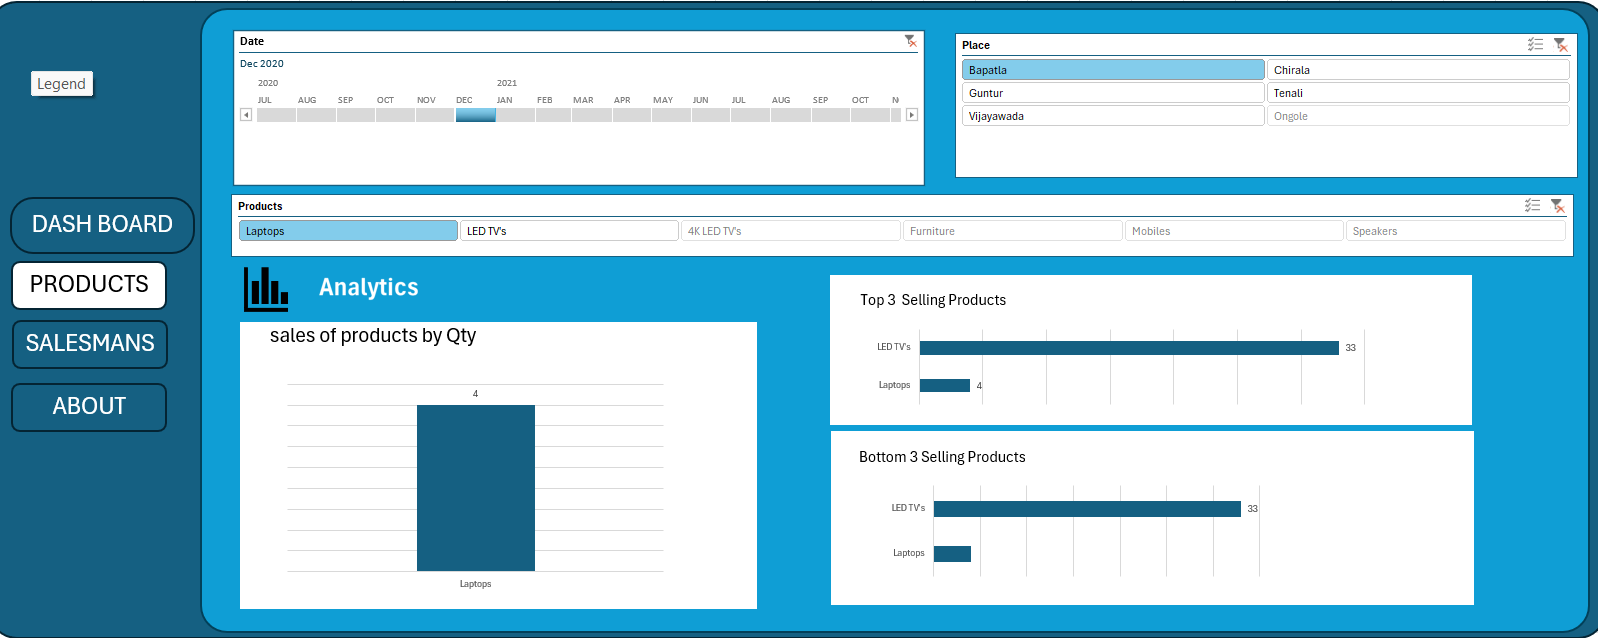 Legend
DASH BOARD
PRODUCTS
SALESMANS
ABOUT
Date
Dec 2020
2020 2021
JUL AUG SEP OCT NOV DEC JAN FEB MAR APR MAY JUN JUL AUG SEP OCT
Place
Bapatla Chirala
Guntur Tenali
Vijayawada Ongole
Products
Laptops LED TV's 4K LED TV's Furniture Mobiles Speakers
Analytics
sales of products by Qty
4
Laptops
Top 3 Selling Products
LED TV's 33
Laptops 4
Bottom 3 Selling Products
LED TV's 33
Laptops